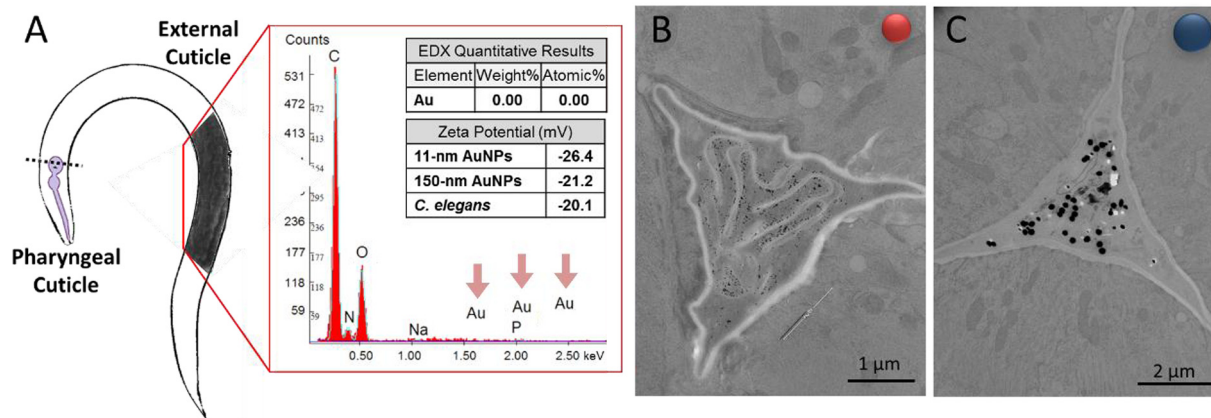 A
External
Cuticle
Pharyngeal
Cuticle
Counts
531
472
413
236
177
118
59
C
N
O
Na
Au
Au
P
Au
0.50
1.00
1.50
2.00
2.50
keV
EDX Quantitative Results
Element Weight% Atomic%
Au 0.00 0.00
Zeta Potential (mV)
11-nm AuNPs -26.4
150-nm AuNPs -21.2
C. elegans -20.1
B
1 µm
C
2 µm